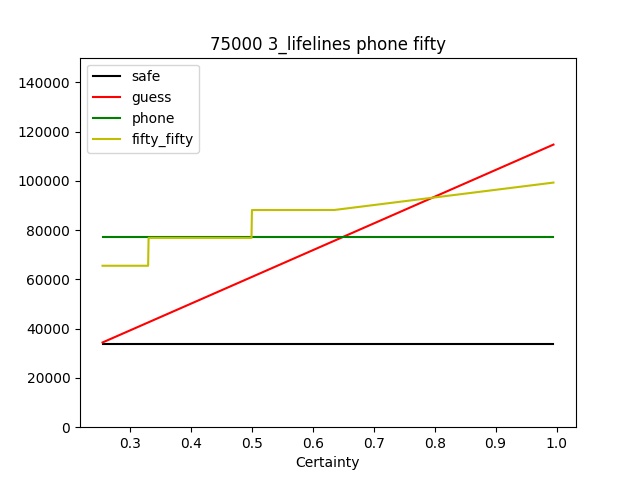 75000 3_lifelines phone fifty
safe
guess
phone
fifty_fifty
140000
120000
100000
80000
60000
40000
20000
0
0.3 0.4 0.5 0.6 0.7 0.8 0.9 1.0
Certainty